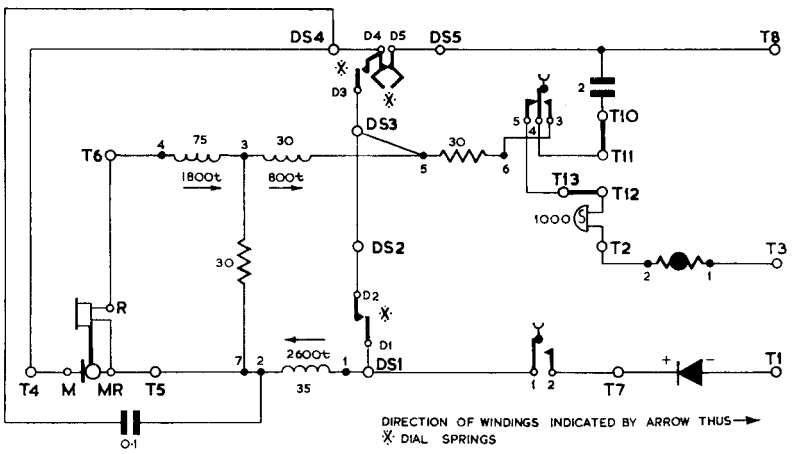 DS4 D4 D5 DS5 T8
D3
2
T10
5 4 3
DS3
T6 4 75 3 30 5 30 6 T11
1800t 800t
T13 T12
1000 S
30
DS2 T2 T3
2 1
D2
R
2600t D1
+ −
T4 M MR T5 7 2 35 1 DS1 1 2 T7 T1
0·1
DIRECTION OF WINDINGS INDICATED BY ARROW THUS
DIAL SPRINGS